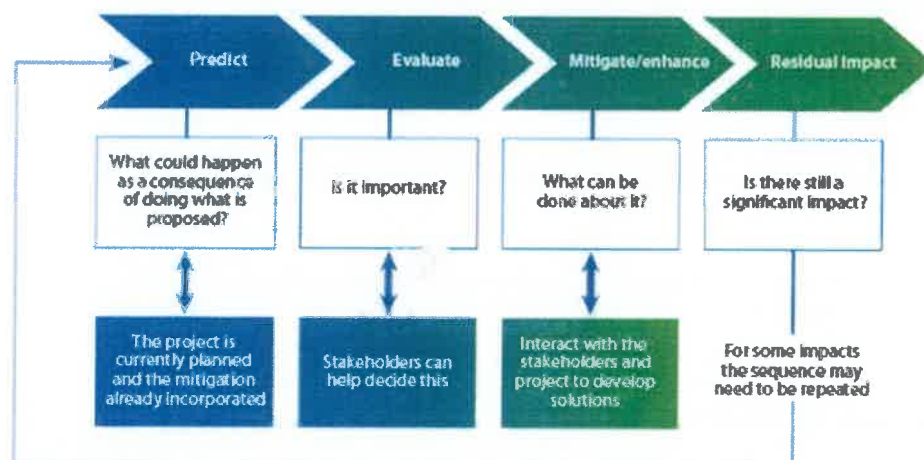 Predict
Evaluate
Mitigate/enhance
Residual Impact
What could happen
as a consequence
of doing what is
proposed?
Is it important?
What can be
done about it?
Is there still a
significant impact?
The project is
currently planned
and the mitigation
already incorporated
Stakeholders can
help decide this
Interact with the
stakeholders and
project to develop
solutions
For some impacts
the sequence may
need to be repeated